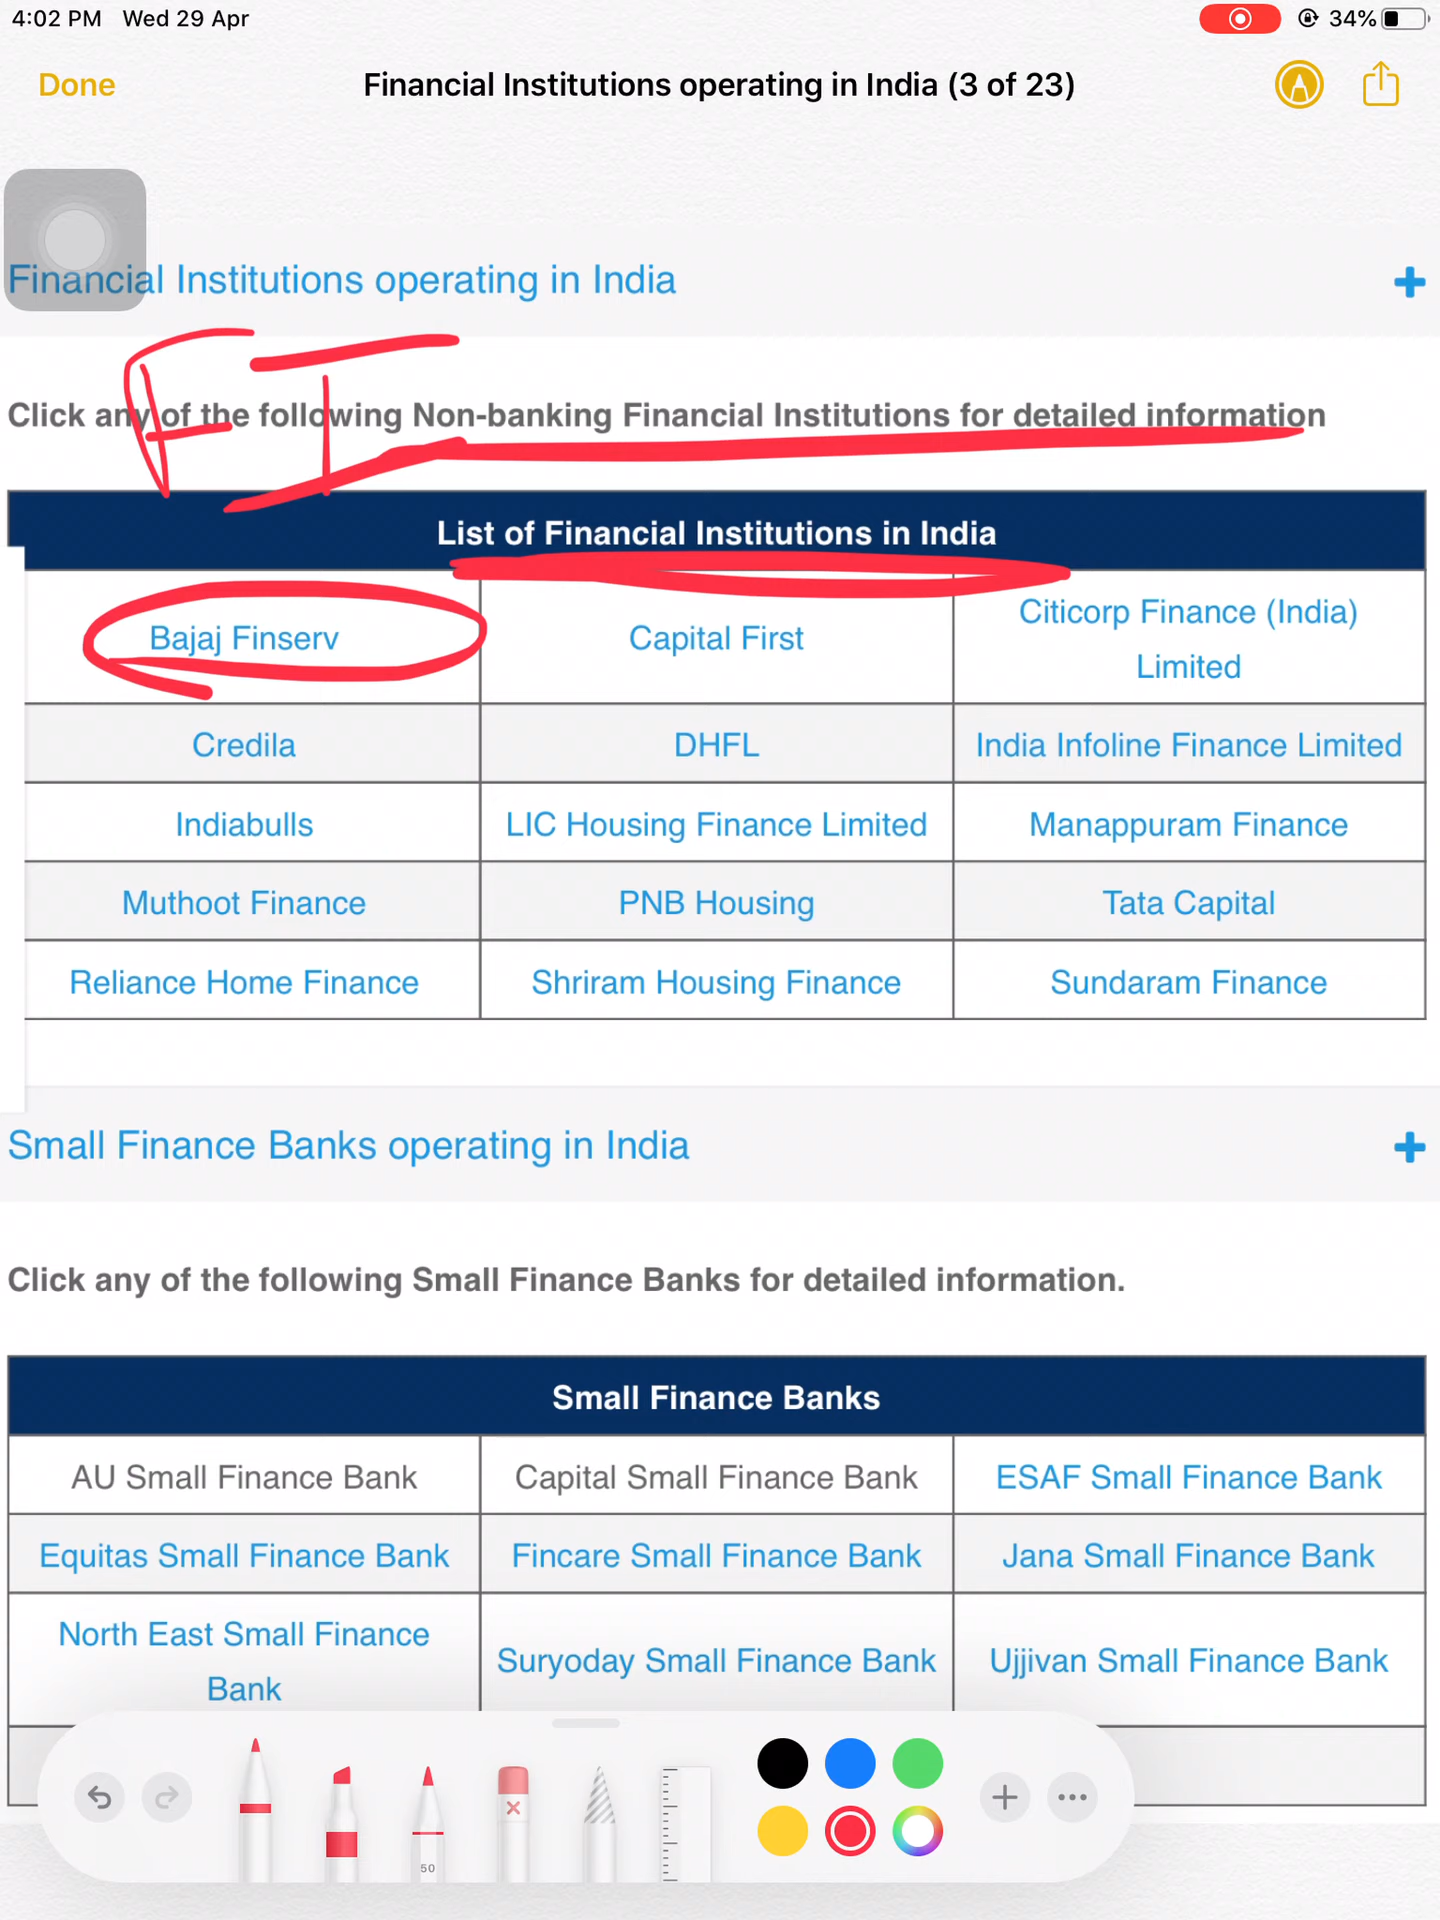 4:02 PM Wed 29 Apr 34%
Done Financial Institutions operating in India (3 of 23)
Financial Institutions operating in India
FI
Click any of the following Non-banking Financial Institutions for detailed information
List of Financial Institutions in India
Bajaj Finserv Capital First Citicorp Finance (India) Limited
Credila DHFL India Infoline Finance Limited
Indiabulls LIC Housing Finance Limited Manappuram Finance
Muthoot Finance PNB Housing Tata Capital
Reliance Home Finance Shriram Housing Finance Sundaram Finance
Small Finance Banks operating in India
Click any of the following Small Finance Banks for detailed information.
Small Finance Banks
AU Small Finance Bank Capital Small Finance Bank ESAF Small Finance Bank
Equitas Small Finance Bank Fincare Small Finance Bank Jana Small Finance Bank
North East Small Finance Bank Suryoday Small Finance Bank Ujjivan Small Finance Bank
50